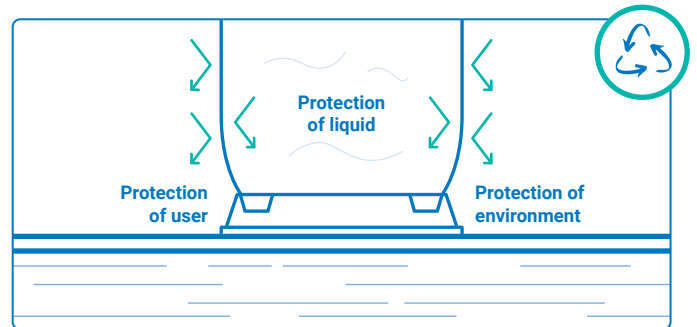 Protection
of liquid
Protection
of user
Protection of
environment